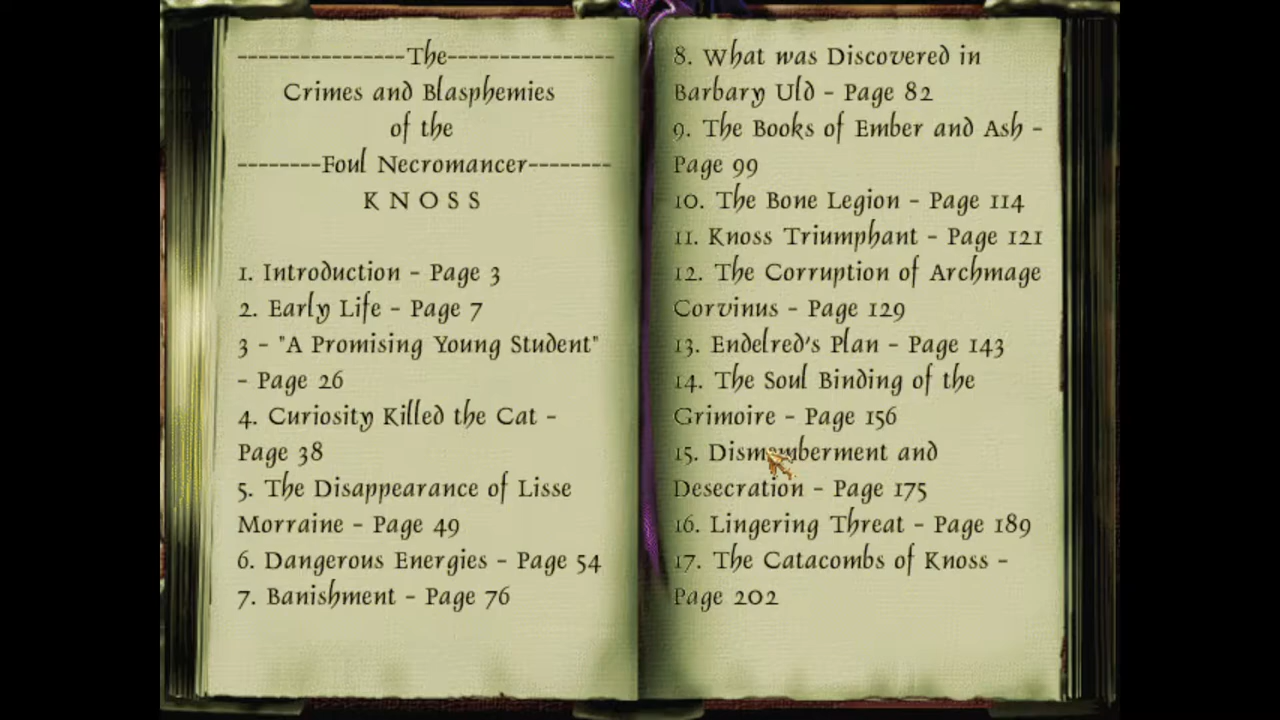 ----------------The----------------
Crimes and Blasphemies
of the
--------Foul Necromancer--------
K N O S S
1. Introduction - Page 3
2. Early Life - Page 7
3 - "A Promising Young Student"
- Page 26
4. Curiosity Killed the Cat -
Page 38
5. The Disappearance of Lisse
Morraine - Page 49
6. Dangerous Energies - Page 54
7. Banishment - Page 76
8. What was Discovered in
Barbary Uld - Page 82
9. The Books of Ember and Ash -
Page 99
10. The Bone Legion - Page 114
11. Knoss Triumphant - Page 121
12. The Corruption of Archmage
Corvinus - Page 129
13. Endelred's Plan - Page 143
14. The Soul Binding of the
Grimoire - Page 156
15. Dismemberment and
Desecration - Page 175
16. Lingering Threat - Page 189
17. The Catacombs of Knoss -
Page 202